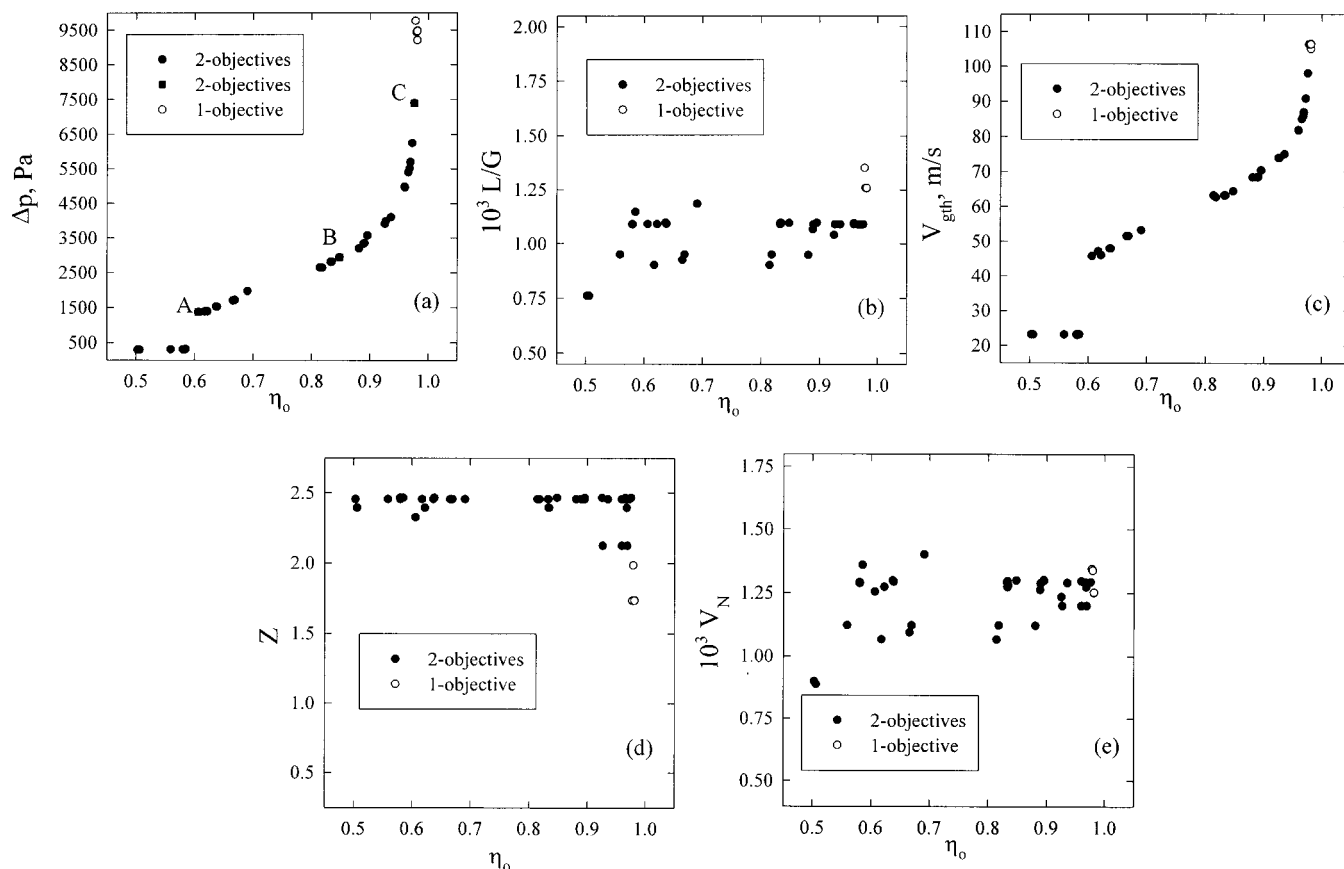 9500
8500
7500
6500
5500
4500
3500
2500
1500
500
Δp, Pa
2-objectives
2-objectives
1-objective
A
B
C
(a)
0.5 0.6 0.7 0.8 0.9 1.0
ηo
2.00
1.75
1.50
1.25
1.00
0.75
0.50
10³ L/G
2-objectives
1-objective
(b)
0.5 0.6 0.7 0.8 0.9 1.0
ηo
110
100
90
80
70
60
50
40
30
20
Vgth, m/s
2-objectives
1-objective
(c)
0.5 0.6 0.7 0.8 0.9 1.0
ηo
2.5
2.0
1.5
1.0
0.5
Z
2-objectives
1-objective
(d)
0.5 0.6 0.7 0.8 0.9 1.0
ηo
1.75
1.50
1.25
1.00
0.75
0.50
10³ VN
2-objectives
1-objective
(e)
0.5 0.6 0.7 0.8 0.9 1.0
ηo